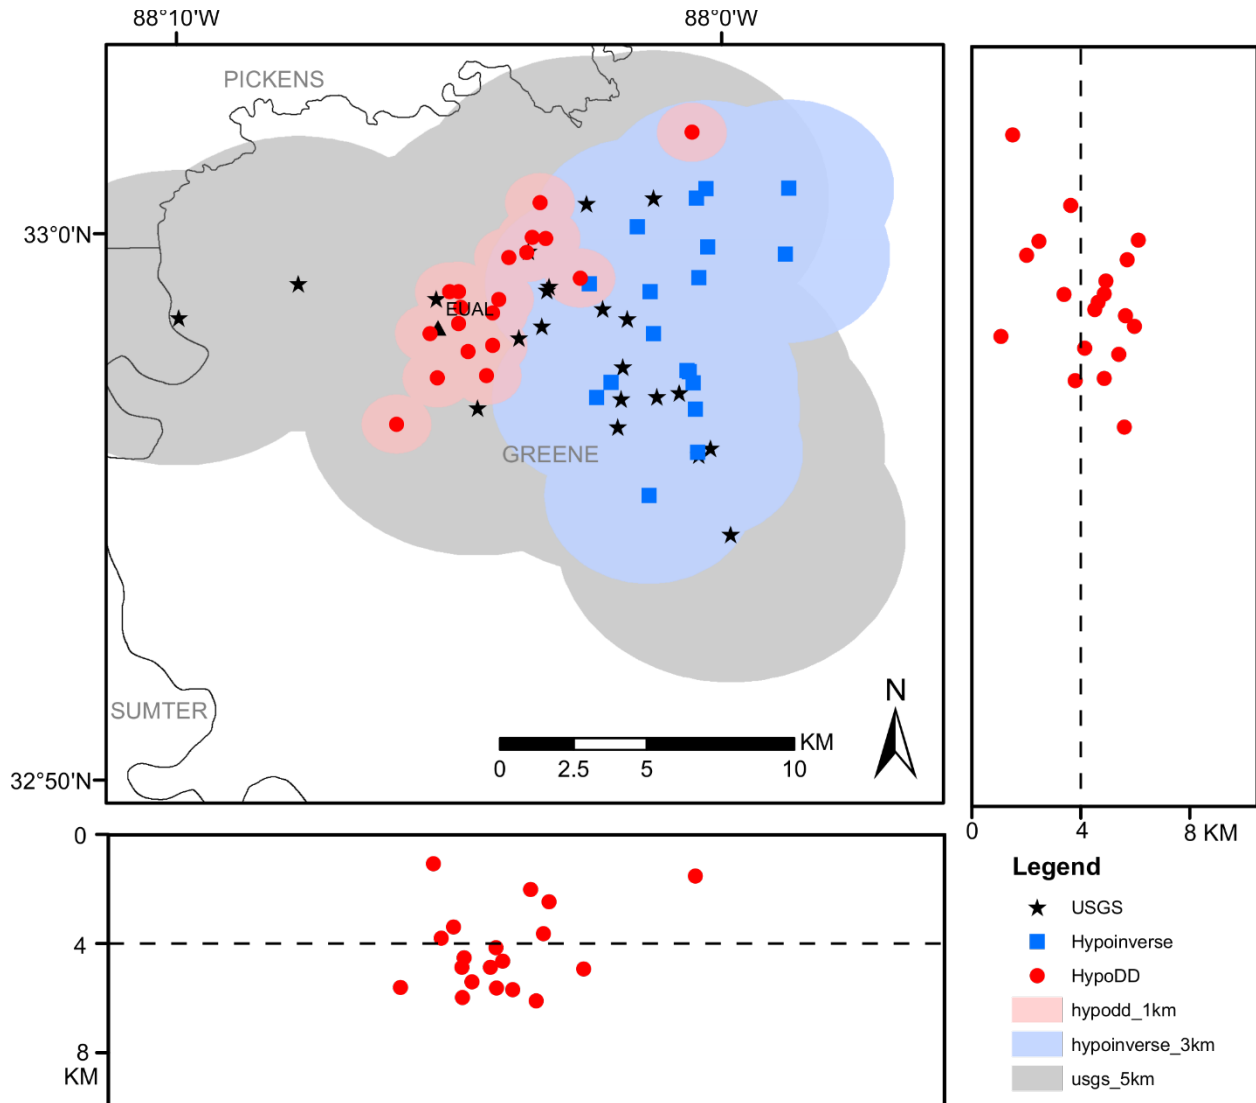 88°10'W
88°0'W
PICKENS
33°0'N
EUAL
GREENE
N
SUMTER
KM
0
2.5
5
10
32°50'N
0
4
8 KM
0
4
8
KM
Legend
USGS
Hypoinverse
HypoDD
hypodd_1km
hypoinverse_3km
usgs_5km